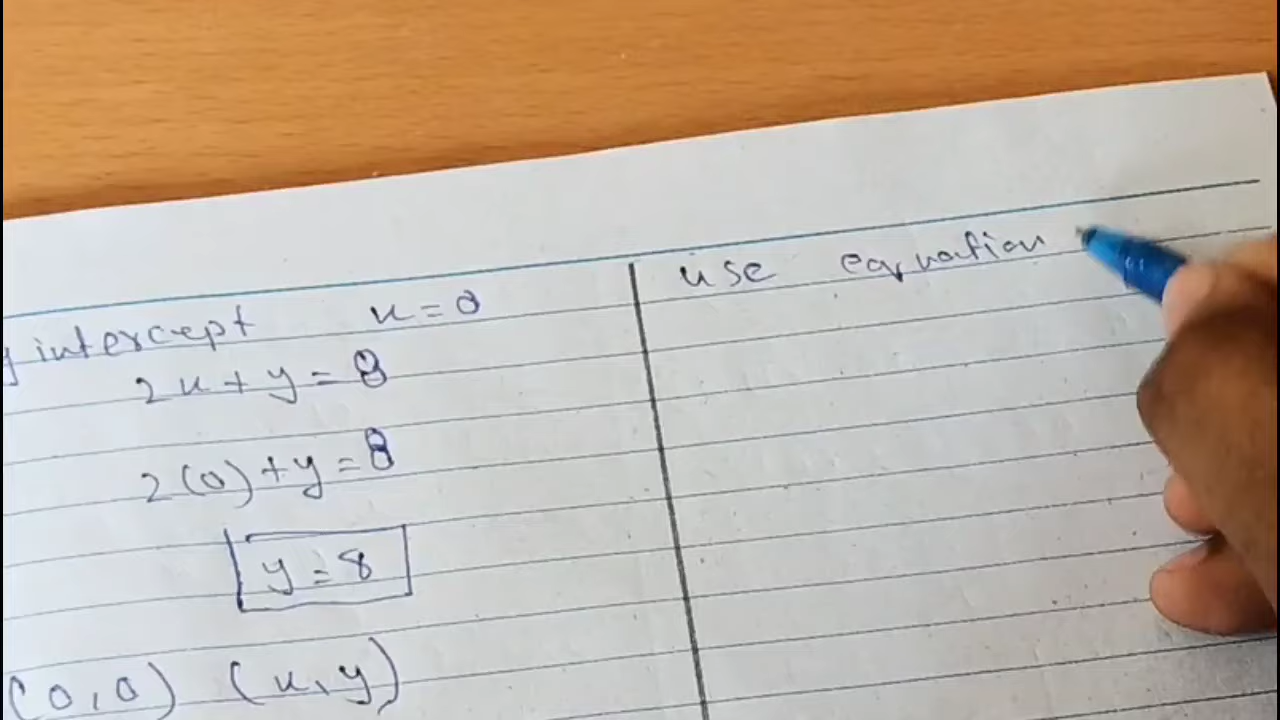 y intercept x=0
2x+y=8
2(0)+y=8
y=8
(0,0) (x,y)
use equation